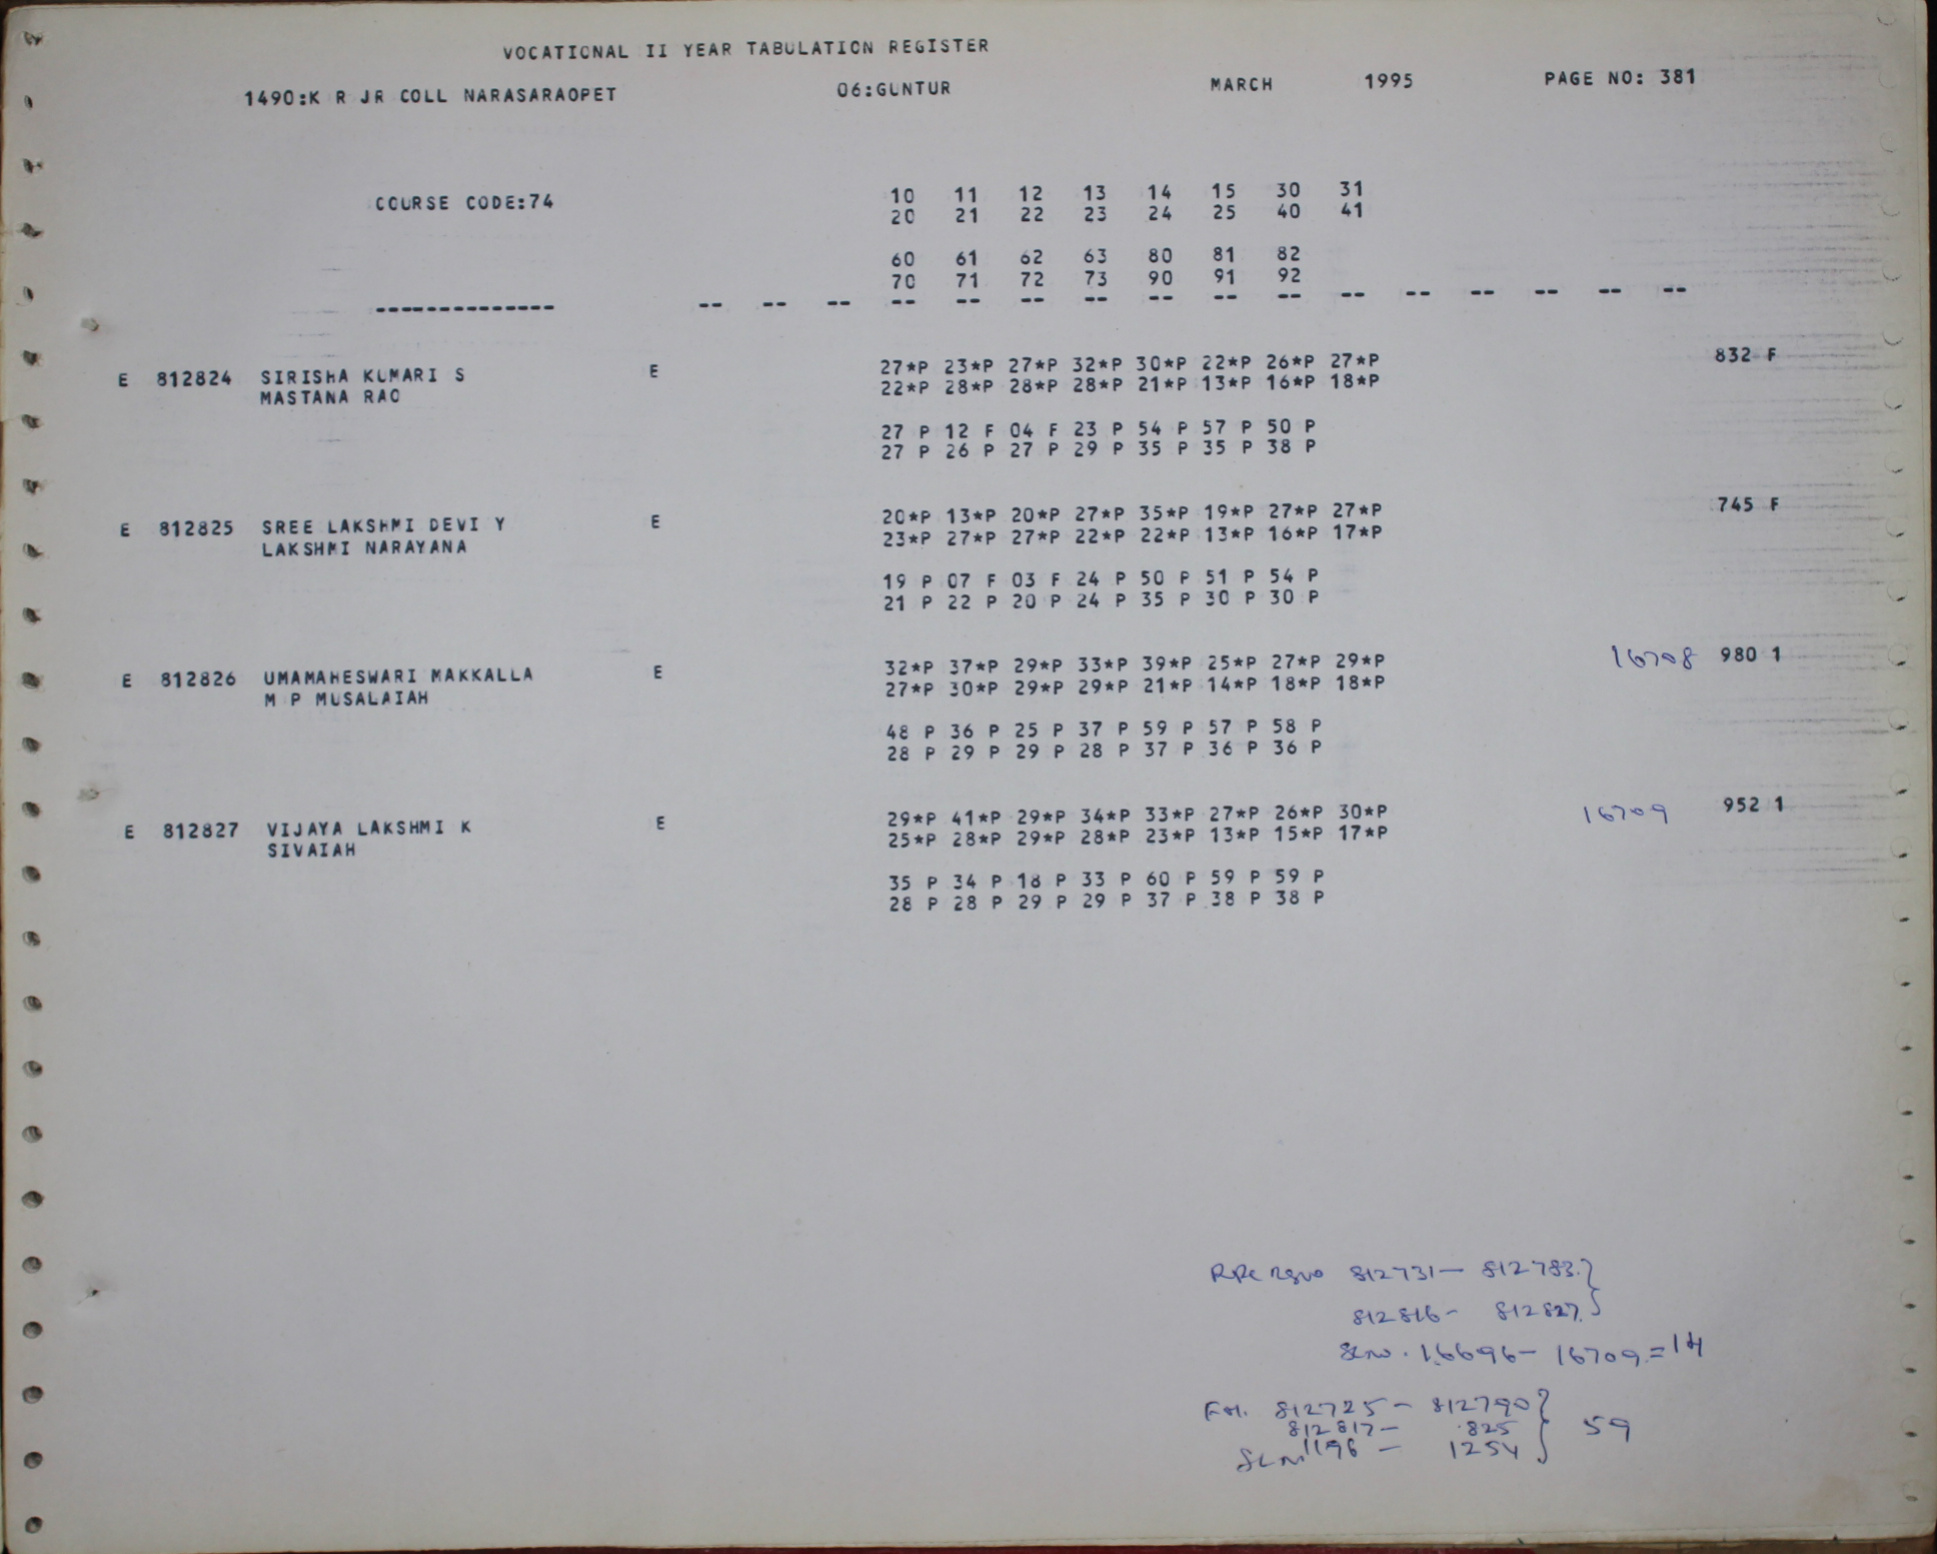 VOCATIONAL II YEAR TABULATION REGISTER
1490:K R JR COLL NARASARAOPET 06:GUNTUR MARCH 1995 PAGE NO: 381
COURSE CODE:74 10 11 12 13 14 15 30 31
20 21 22 23 24 25 40 41
60 61 62 63 80 81 82
70 71 72 73 90 91 92
-------------- -- -- -- -- -- -- -- -- -- -- -- -- -- -- -- --
E 812824 SIRISHA KUMARI S E 27*P 23*P 27*P 32*P 30*P 22*P 26*P 27*P 832 F
MASTANA RAO 22*P 28*P 28*P 28*P 21*P 13*P 16*P 18*P
27 P 12 F 04 F 23 P 54 P 57 P 50 P
27 P 26 P 27 P 29 P 35 P 35 P 38 P
E 812825 SREE LAKSHMI DEVI Y E 20*P 13*P 20*P 27*P 35*P 19*P 27*P 27*P 745 F
LAKSHMI NARAYANA 23*P 27*P 27*P 22*P 22*P 13*P 16*P 17*P
19 P 07 F 03 F 24 P 50 P 51 P 54 P
21 P 22 P 20 P 24 P 35 P 30 P 30 P
E 812826 UMAMAHESWARI MAKKALLA E 32*P 37*P 29*P 33*P 39*P 25*P 27*P 29*P 16708 980 1
M P MUSALAIAH 27*P 30*P 29*P 29*P 21*P 14*P 18*P 18*P
48 P 36 P 25 P 37 P 59 P 57 P 58 P
28 P 29 P 29 P 28 P 37 P 36 P 36 P
E 812827 VIJAYA LAKSHMI K E 29*P 41*P 29*P 34*P 33*P 27*P 26*P 30*P 16709 952 1
SIVAIAH 25*P 28*P 29*P 28*P 23*P 13*P 15*P 17*P
35 P 34 P 18 P 33 P 60 P 59 P 59 P
28 P 28 P 29 P 29 P 37 P 38 P 38 P
812731 - 812783 }
812816 - 812827 }
Slno. 16696 - 16709 = 14
812725 - 812790 }
812817 - 825 } 59
Slno 1196 - 1254 }